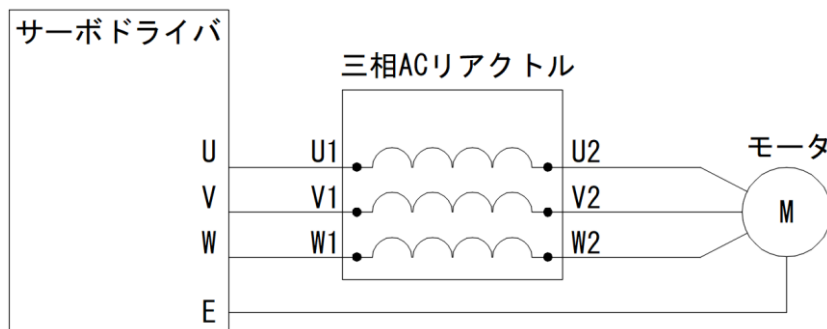 サーボドライバ
三相ACリアクトル
モータ
U U1 U2
V V1 V2
M
W W1 W2
E